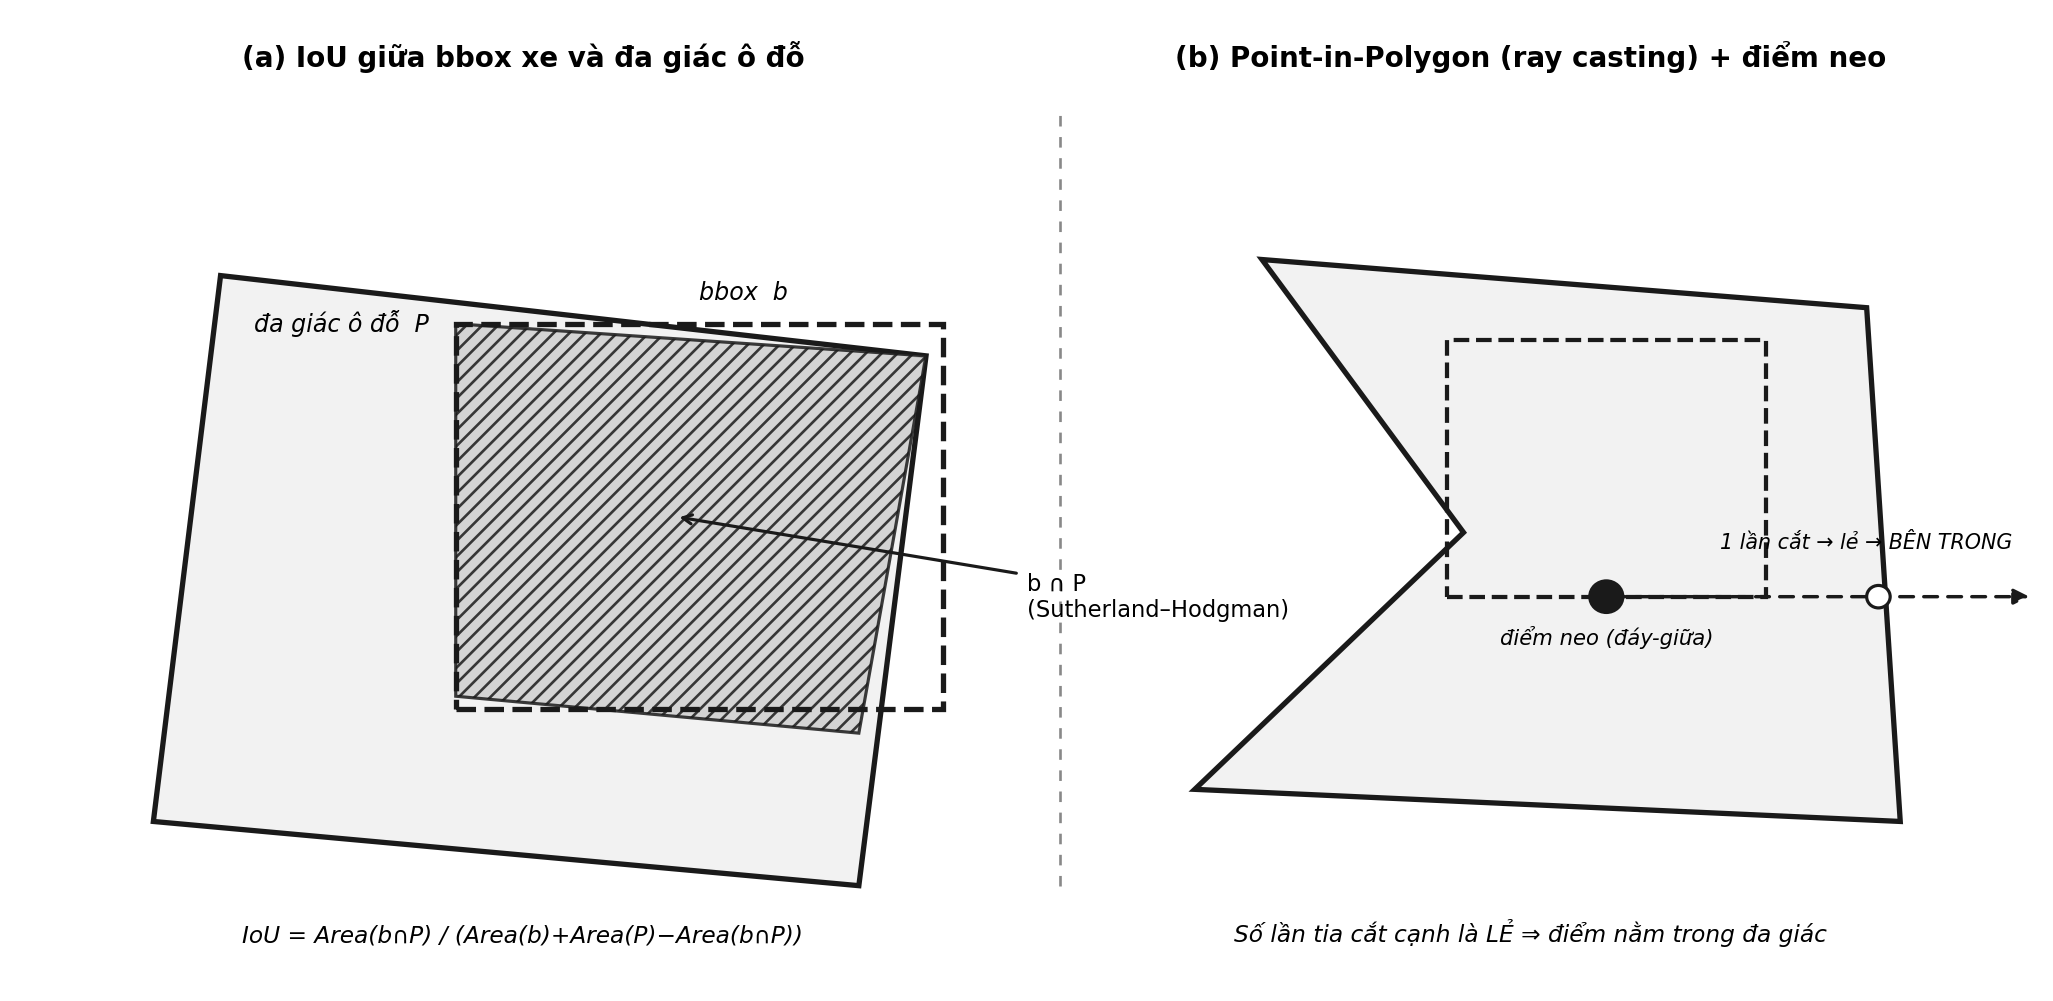 (a) IoU giữa bbox xe và đa giác ô đỗ
(b) Point-in-Polygon (ray casting) + điểm neo
bbox b
đa giác ô đỗ P
b ∩ P
(Sutherland–Hodgman)
1 lần cắt → lẻ → BÊN TRONG
điểm neo (đáy-giữa)
IoU = Area(b∩P) / (Area(b)+Area(P)−Area(b∩P))
Số lần tia cắt cạnh là LẺ ⇒ điểm nằm trong đa giác